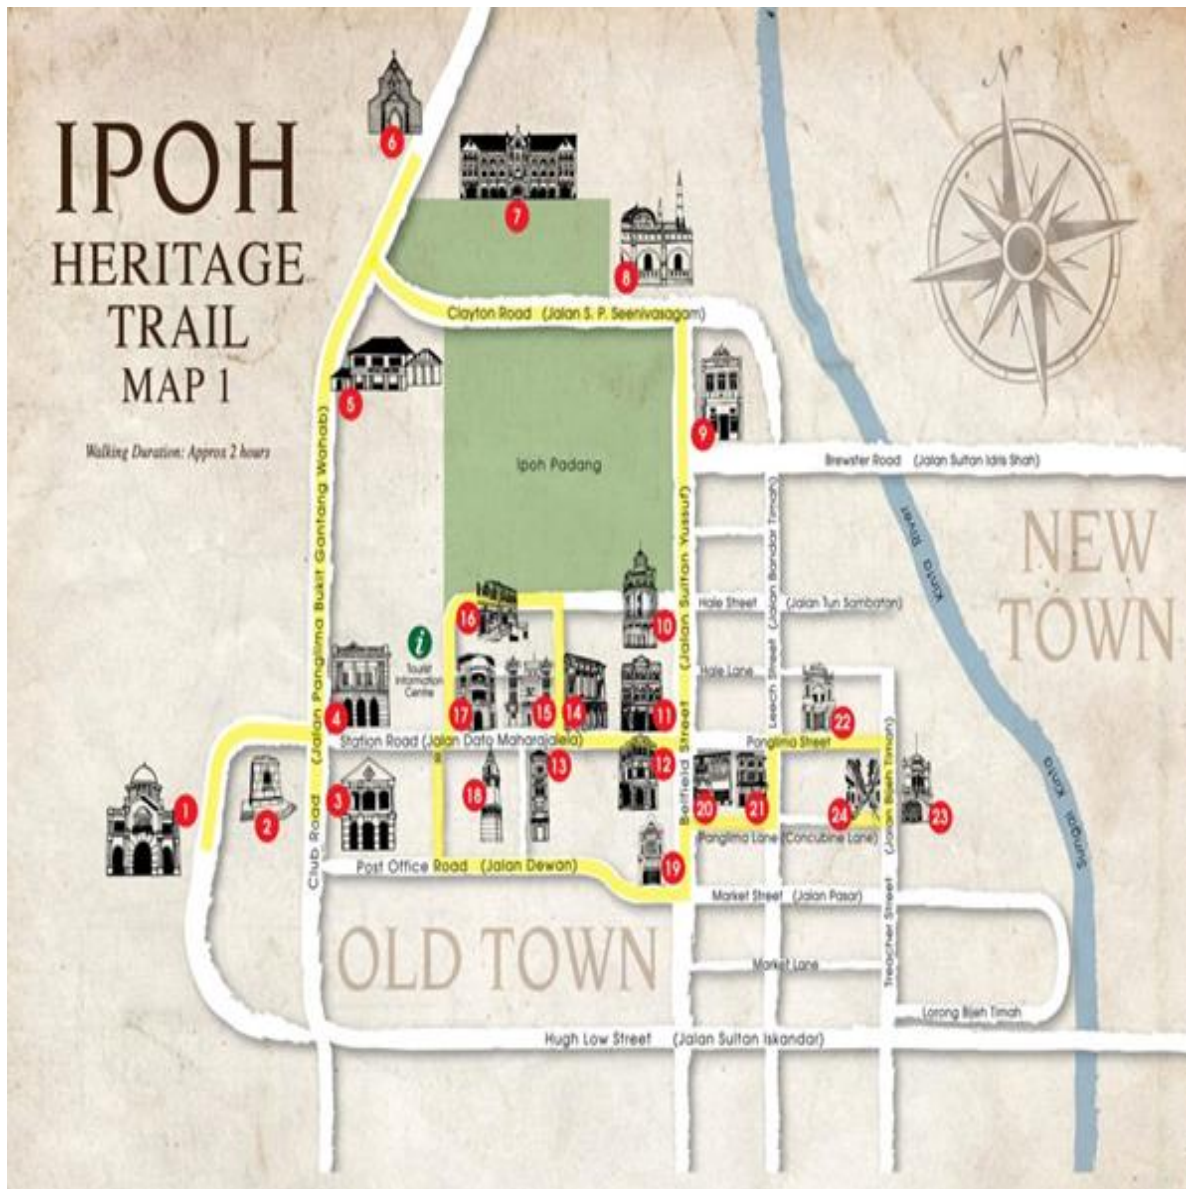 IPOH
HERITAGE
TRAIL
MAP 1
Walking Duration: Approx 2 hours
N
6
7
8
Clayton Road (Jalan S. P. Seenivasagam)
5
9
Ipoh Padang
Brewster Road (Jalan Sultan Idris Shah)
NEW
TOWN
Kinta River
Sungai Kinta
Club Road (Jalan Panglima Bukit Gantang Wahab)
Belfield Street (Jalan Sultan Yussuf)
Leech Street (Jalan Bandar Timah)
Treacher Street (Jalan Bijeh Timah)
Hale Street (Jalan Tun Sambatan)
Hale Lane
16
10
i
Tourist
Information
Centre
4
17
15
14
11
22
Station Road (Jalan Dato Maharajalela)
Panglima Street
1
2
3
18
13
12
20
21
24
23
Panglima Lane (Concubine Lane)
Post Office Road (Jalan Dewan)
19
Market Street (Jalan Pasar)
OLD TOWN
Market Lane
Lorong Bijeh Timah
Hugh Low Street (Jalan Sultan Iskandar)